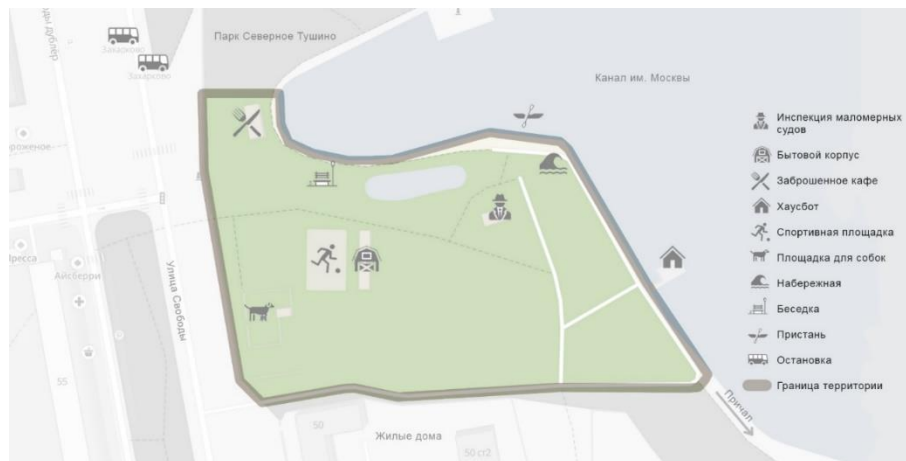 Парк Северное Тушино
Канал им. Москвы
Захарково
Захарково
Айсберри
Улица Свободы
55
50
50 ст2
Жилые дома
Причал
Инспекция маломерных
судов
Бытовой корпус
Заброшенное кафе
Хаусбот
Спортивная площадка
Площадка для собок
Набережная
Беседка
Пристань
Остановка
Граница территории